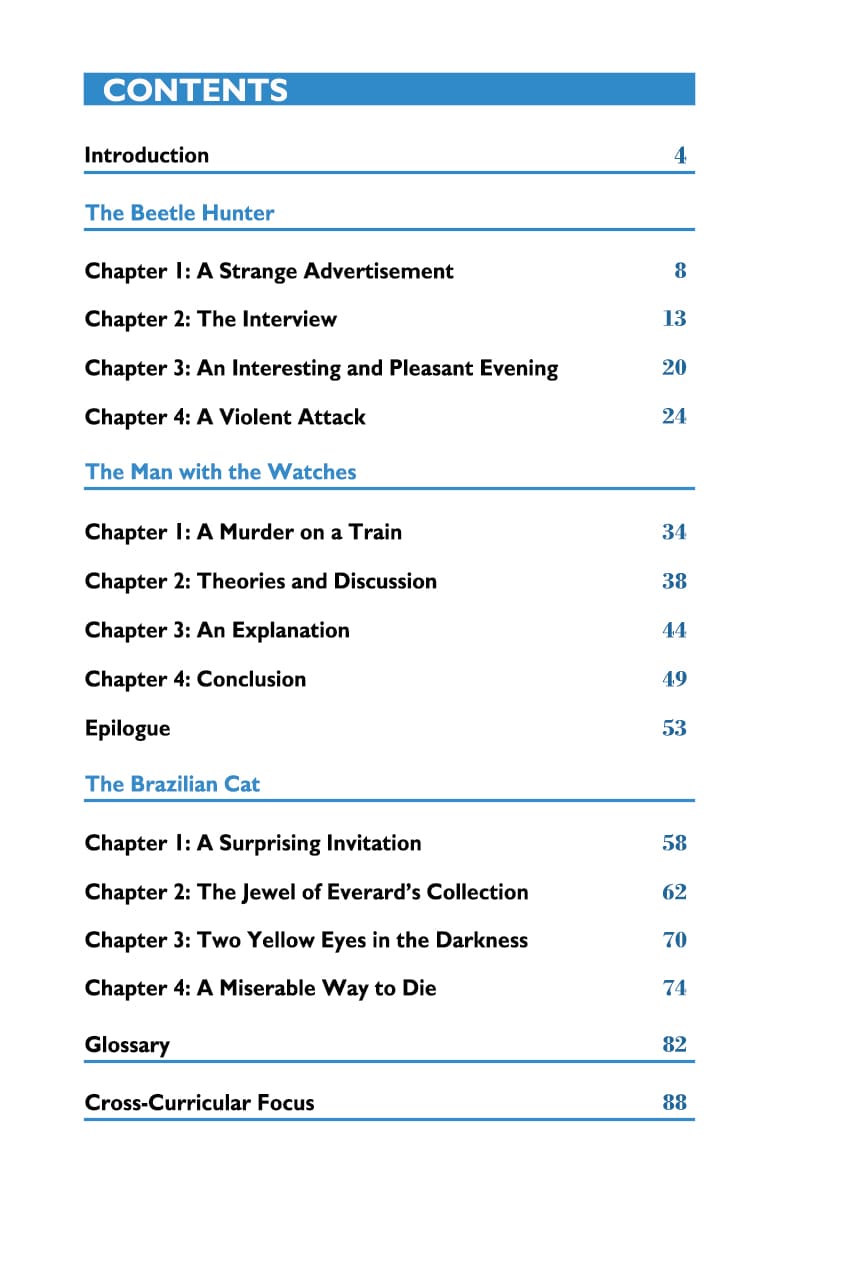 CONTENTS
Introduction 4
The Beetle Hunter
Chapter 1: A Strange Advertisement 8
Chapter 2: The Interview 13
Chapter 3: An Interesting and Pleasant Evening 20
Chapter 4: A Violent Attack 24
The Man with the Watches
Chapter 1: A Murder on a Train 34
Chapter 2: Theories and Discussion 38
Chapter 3: An Explanation 44
Chapter 4: Conclusion 49
Epilogue 53
The Brazilian Cat
Chapter 1: A Surprising Invitation 58
Chapter 2: The Jewel of Everard’s Collection 62
Chapter 3: Two Yellow Eyes in the Darkness 70
Chapter 4: A Miserable Way to Die 74
Glossary 82
Cross-Curricular Focus 88